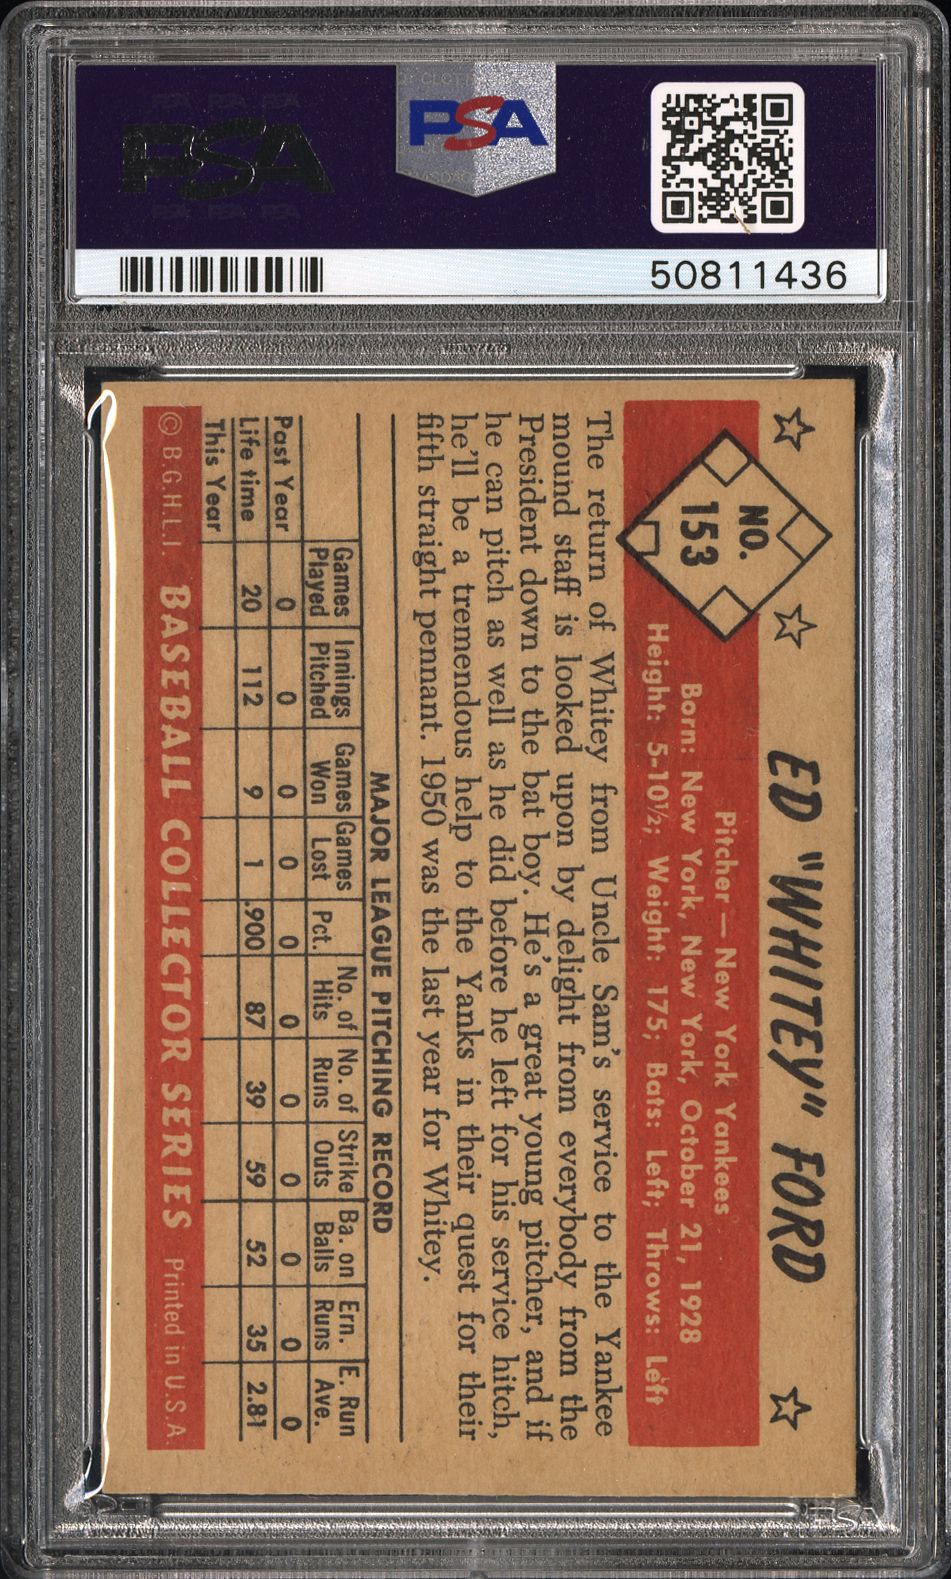 PSA
PSA
50811436
NO.
153
ED "WHITEY" FORD
Pitcher—New York Yankees
Born: New York, New York, October 21, 1928
Height: 5-10½; Weight: 175; Bats: Left; Throws: Left
The return of Whitey from Uncle Sam's service to the Yankee
mound staff is looked upon by delight from everybody from the
President down to the bat boy. He's a great young pitcher, and if
he can pitch as well as he did before he left for his service hitch,
he'll be a tremendous help to the Yanks in their quest for their
fifth straight pennant. 1950 was the last year for Whitey.
MAJOR LEAGUE PITCHING RECORD
Games Played Innings Pitched Games Won Games Lost Pct. No. of Hits No. of Runs Strike Outs Ba. on Balls Ern. Runs E. Run Ave.
Past Year 0 0 0 0 0 0 0 0 0 0 0
Life time 20 112 9 1 .900 87 39 59 52 35 2.81
This Year
© B.G.H.L.I. BASEBALL COLLECTOR SERIES Printed in U.S.A.
PSA